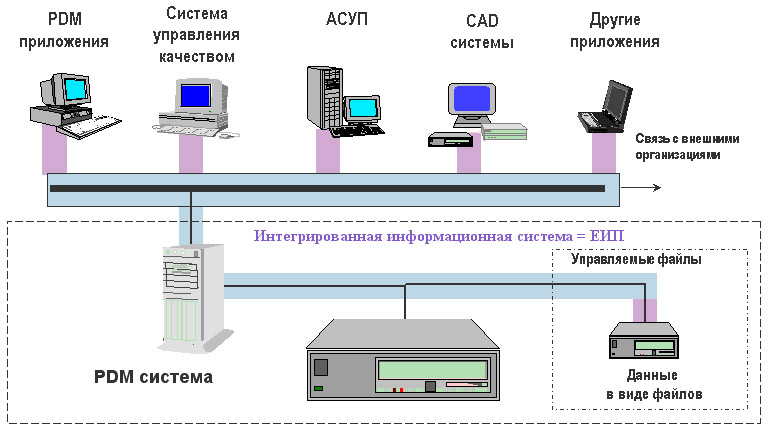 PDM
приложения
Система
управления
качеством
АСУП
CAD
системы
Другие
приложения
Связь с внешними
организациями
Интегрированная информационная система = ЕИП
Управляемые файлы
PDM система
Данные
в виде файлов